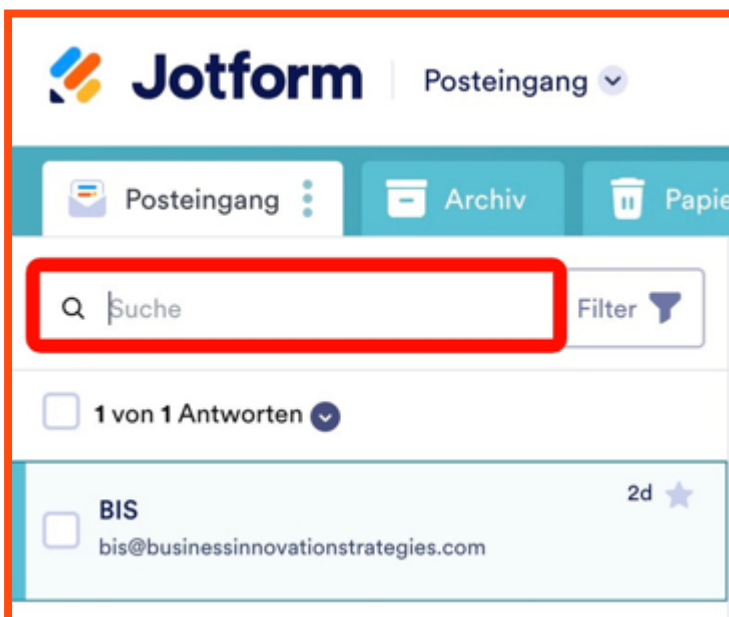 Jotform Posteingang
Posteingang Archiv
Suche Filter
1 von 1 Antworten
BIS 2d
bis@businessinnovationstrategies.com